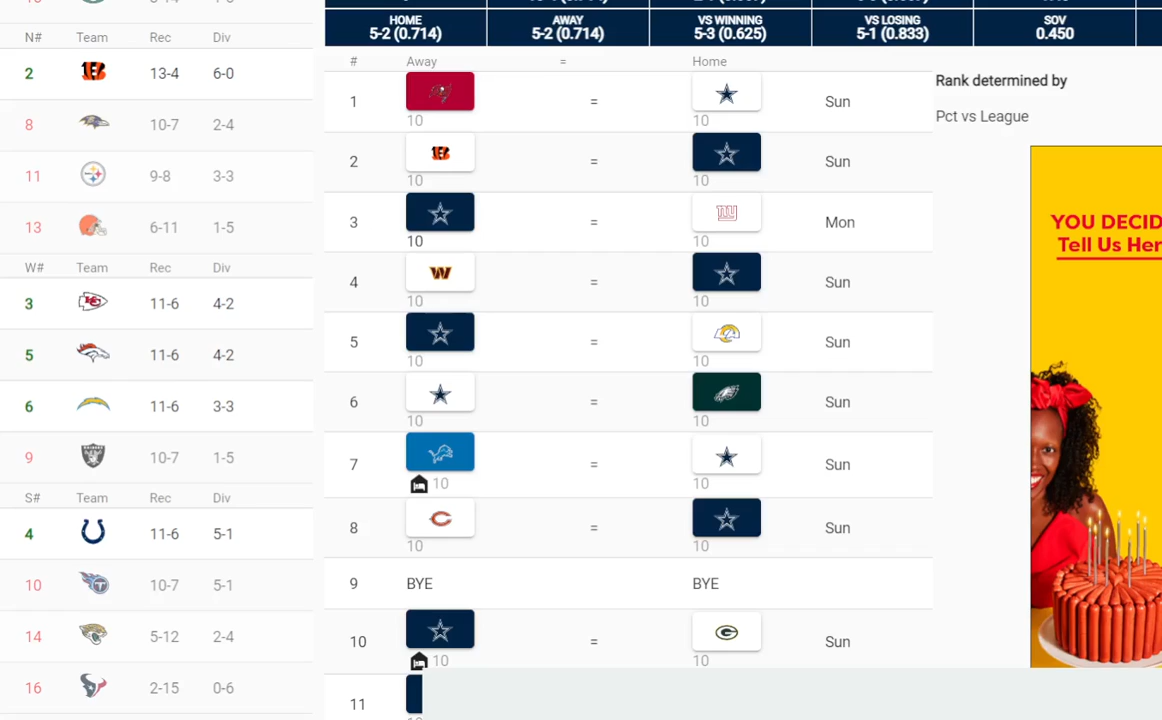 HOME AWAY VS WINNING VS LOSING SOV
5-2 (0.714) 5-2 (0.714) 5-3 (0.625) 5-1 (0.833) 0.450
N# Team Rec Div
2 13-4 6-0
8 10-7 2-4
11 9-8 3-3
13 6-11 1-5
W# Team Rec Div
3 11-6 4-2
5 11-6 4-2
6 11-6 3-3
9 10-7 1-5
S# Team Rec Div
4 11-6 5-1
10 10-7 5-1
14 5-12 2-4
16 2-15 0-6
# Away = Home
1 = Sun
10 10
2 = Sun
10 10
3 = Mon
10 10
4 = Sun
10 10
5 = Sun
10 10
6 = Sun
10 10
7 = Sun
10 10
8 = Sun
10 10
9 BYE BYE
10 = Sun
10 10
11
Rank determined by
Pct vs League
YOU DECID
Tell Us Her